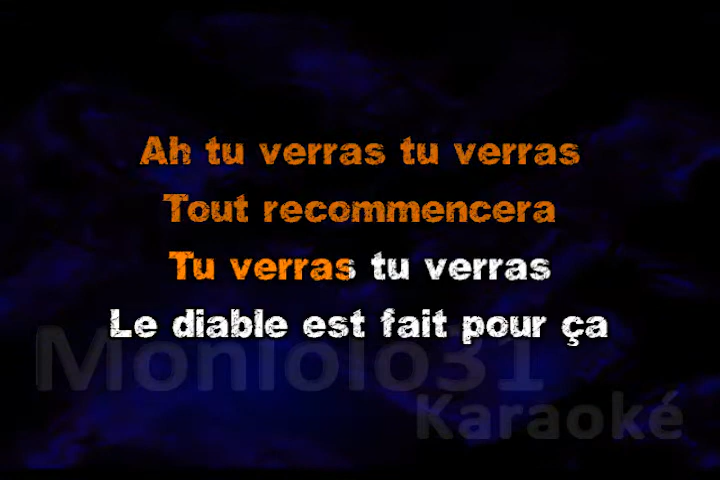 Ah tu verras tu verras
Tout recommencera
Tu verras tu verras
Le diable est fait pour ça
Monlolo31
Karaoké